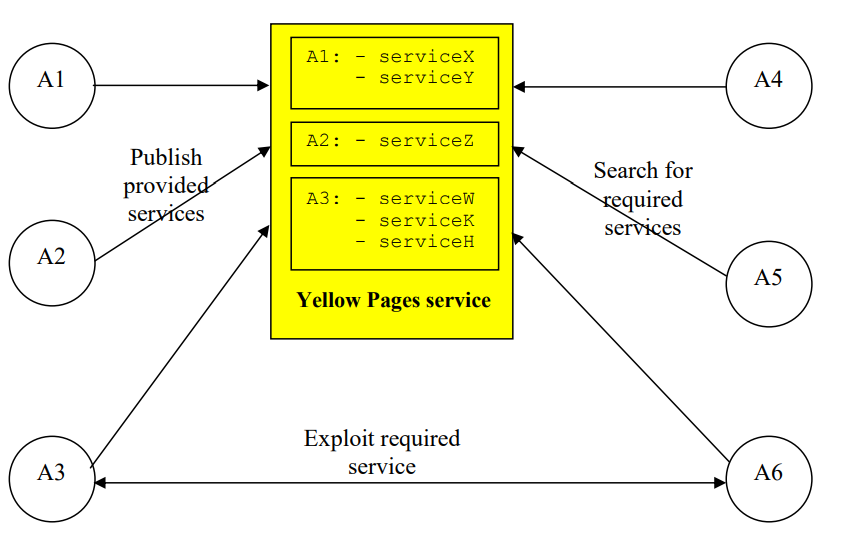 A1
A1: - serviceX
- serviceY
A4
A2: - serviceZ
Publish
provided
services
Search for
required
services
A3: - serviceW
- serviceK
- serviceH
A2
A5
Yellow Pages service
Exploit required
service
A3
A6